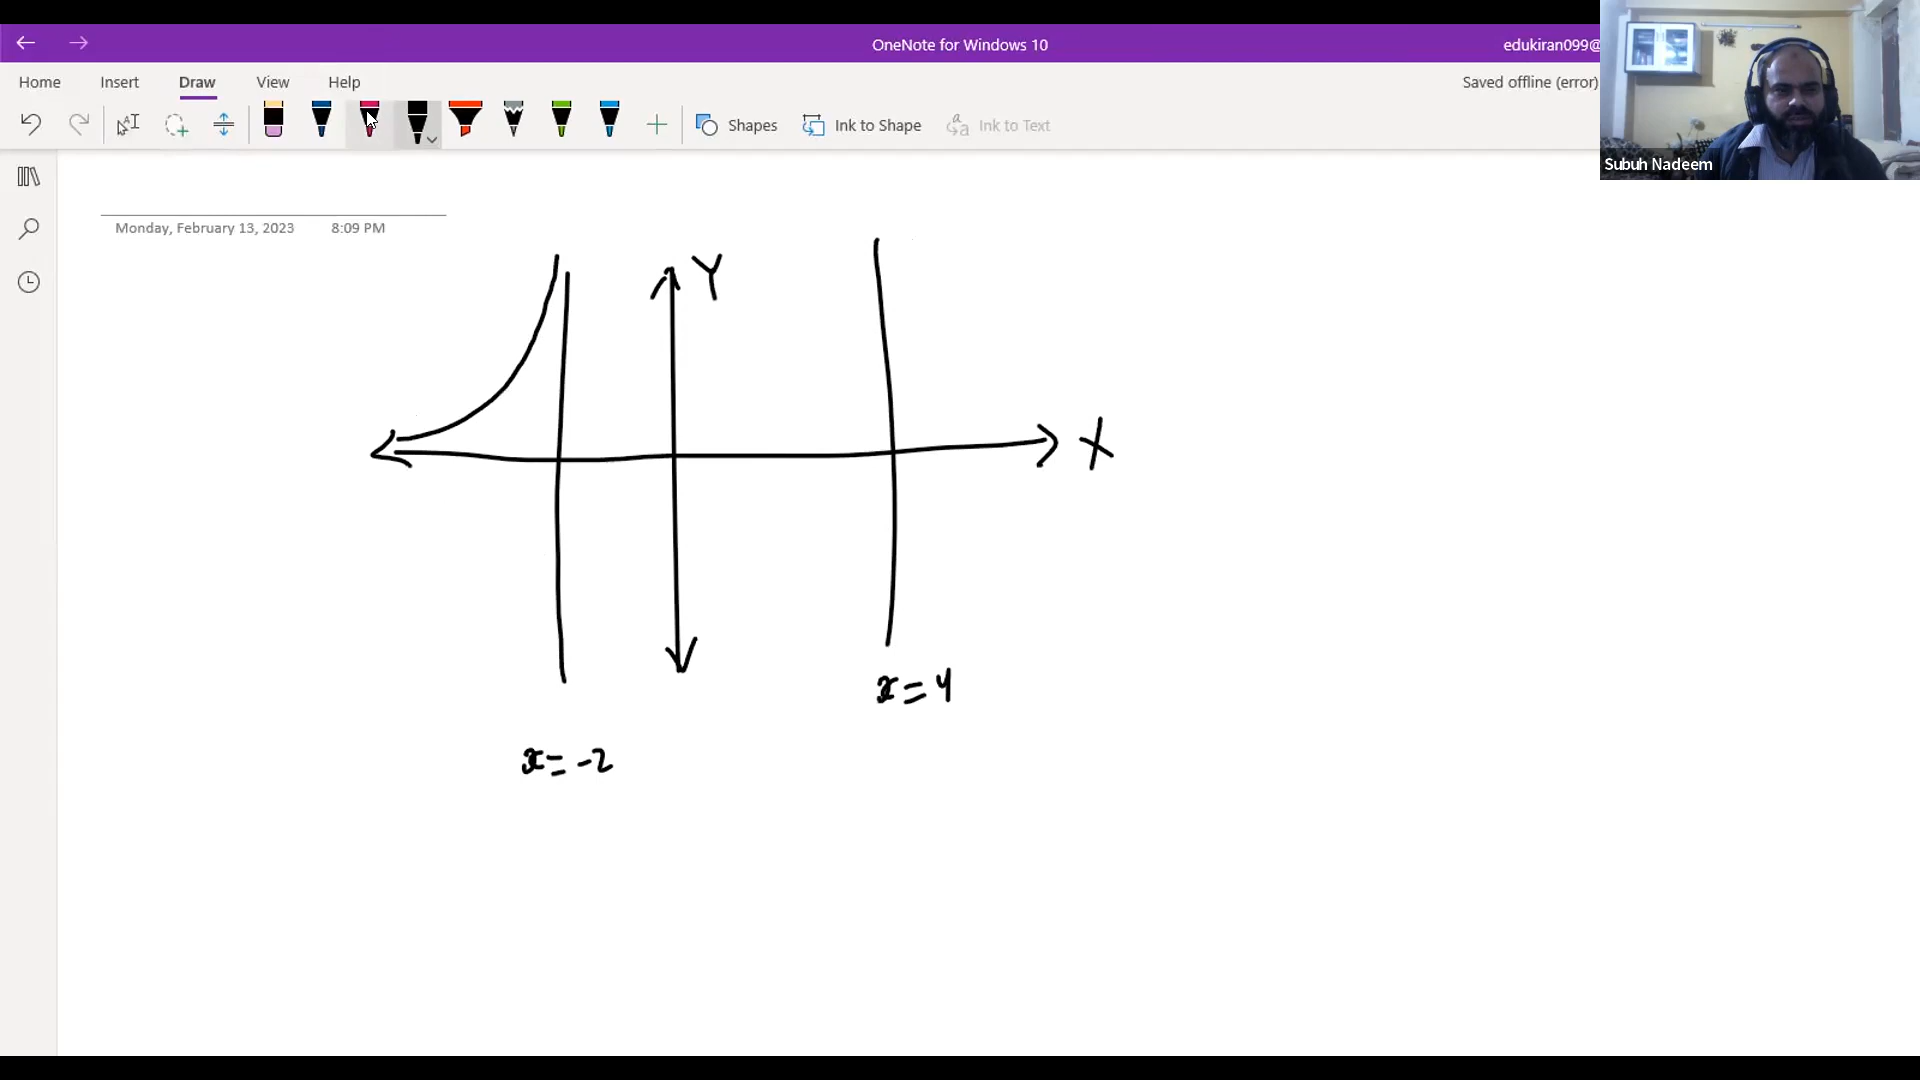 OneNote for Windows 10
edukiran099@
Home Insert Draw View Help
Saved offline (error)
Shapes Ink to Shape Ink to Text
Subuh Nadeem
Monday, February 13, 2023 8:09 PM
Y
X
x = 4
x = -2